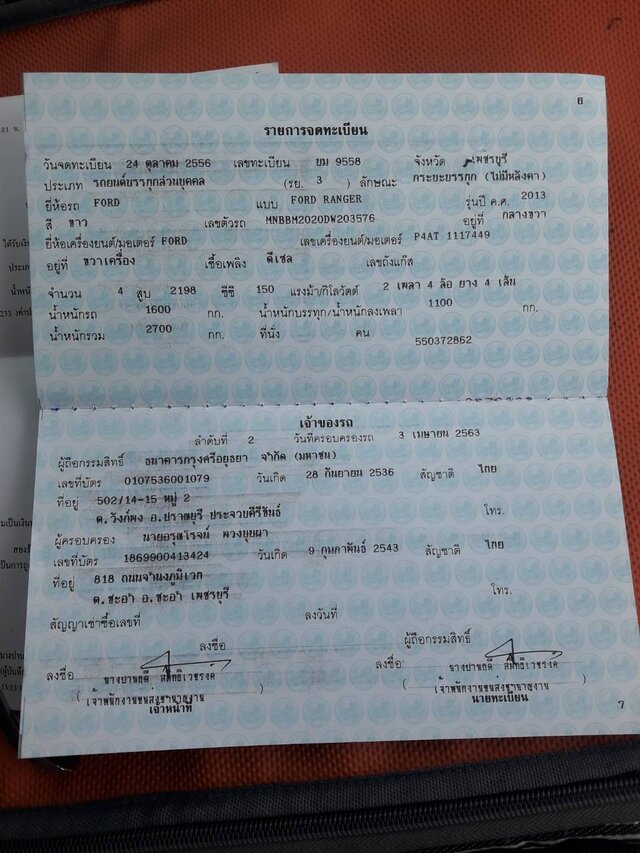 6
รายการจดทะเบียน
วันจดทะเบียน 24 ตุลาคม 2556 เลขทะเบียน ขม 9558 จังหวัด เพชรบุรี
ประเภท รถยนต์บรรทุกส่วนบุคคล (รย. 3 ) ลักษณะ กระบะบรรทุก (ไม่มีหลังคา)
ยี่ห้อรถ FORD แบบ FORD RANGER รุ่นปี ค.ศ. 2013
สี ขาว เลขตัวรถ MNBBM2020DW203576 อยู่ที่ กลางขวา
ยี่ห้อเครื่องยนต์/มอเตอร์ FORD เลขเครื่องยนต์/มอเตอร์ P4AT 1117449
อยู่ที่ ขวาเครื่อง เชื้อเพลิง ดีเซล เลขถังแก๊ส
จำนวน 4 สูบ 2198 ซีซี 150 แรงม้า/กิโลวัตต์ 2 เพลา 4 ล้อ ยาง 4 เส้น
น้ำหนักรถ 1600 กก. น้ำหนักบรรทุก/น้ำหนักลงเพลา 1100 กก.
น้ำหนักรวม 2700 กก. ที่นั่ง คน
550372862
เจ้าของรถ
ลำดับที่ 2 วันที่ครอบครองรถ 3 เมษายน 2563
ผู้ถือกรรมสิทธิ์ ธนาคารกรุงศรีอยุธยา จำกัด (มหาชน)
เลขที่บัตร 0107536001079 วันเกิด 28 กันยายน 2536 สัญชาติ ไทย
ที่อยู่ 502/14-15 หมู่ 2
ต.วังก์พง อ.ปราณบุรี ประจวบคีรีขันธ์ โทร.
ผู้ครอบครอง นายอรุณโรจน์ พวงบุบผา
เลขที่บัตร 1869900413424 วันเกิด 9 กุมภาพันธ์ 2543 สัญชาติ ไทย
ที่อยู่ 818 ถนนจำนงภูมิเวท
ต.ชะอำ อ.ชะอำ เพชรบุรี โทร.
สัญญาเช่าซื้อเลขที่ ลงวันที่
ลงชื่อ ผู้ถือกรรมสิทธิ์
ลงชื่อ ลงชื่อ
( เจ้าพนักงานขนส่งชำนาญงาน ) ( เจ้าพนักงานขนส่งชำนาญงาน )
เจ้าหน้าที่ นายทะเบียน
7